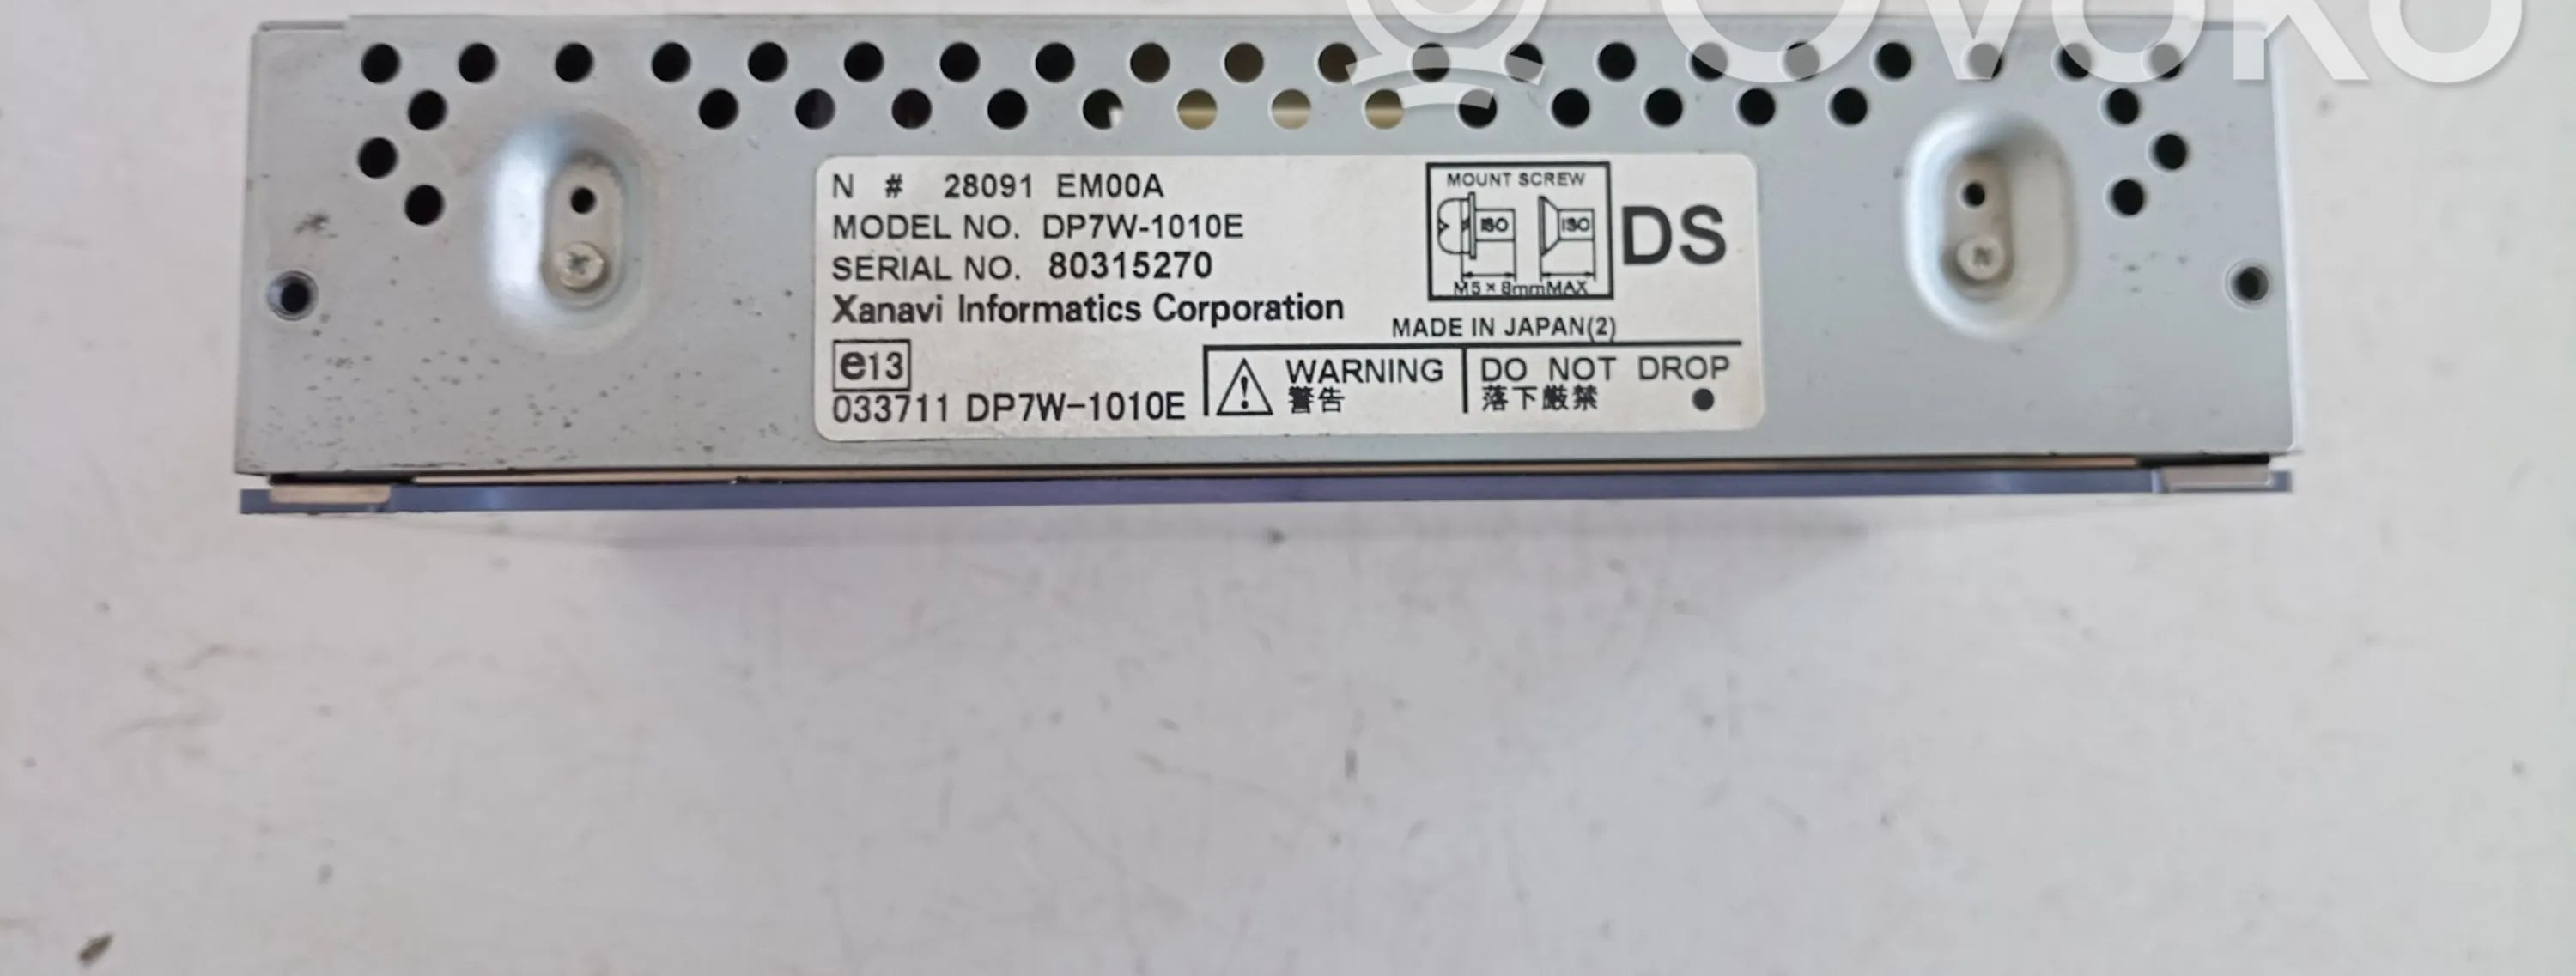 OVOKO
N # 28091 EM00A
MODEL NO. DP7W-1010E
SERIAL NO. 80315270
Xanavi Informatics Corporation
MOUNT SCREW
ISO ISO
M5×8mmMAX
DS
MADE IN JAPAN(2)
e13
033711 DP7W-1010E
WARNING
警告
DO NOT DROP
落下厳禁